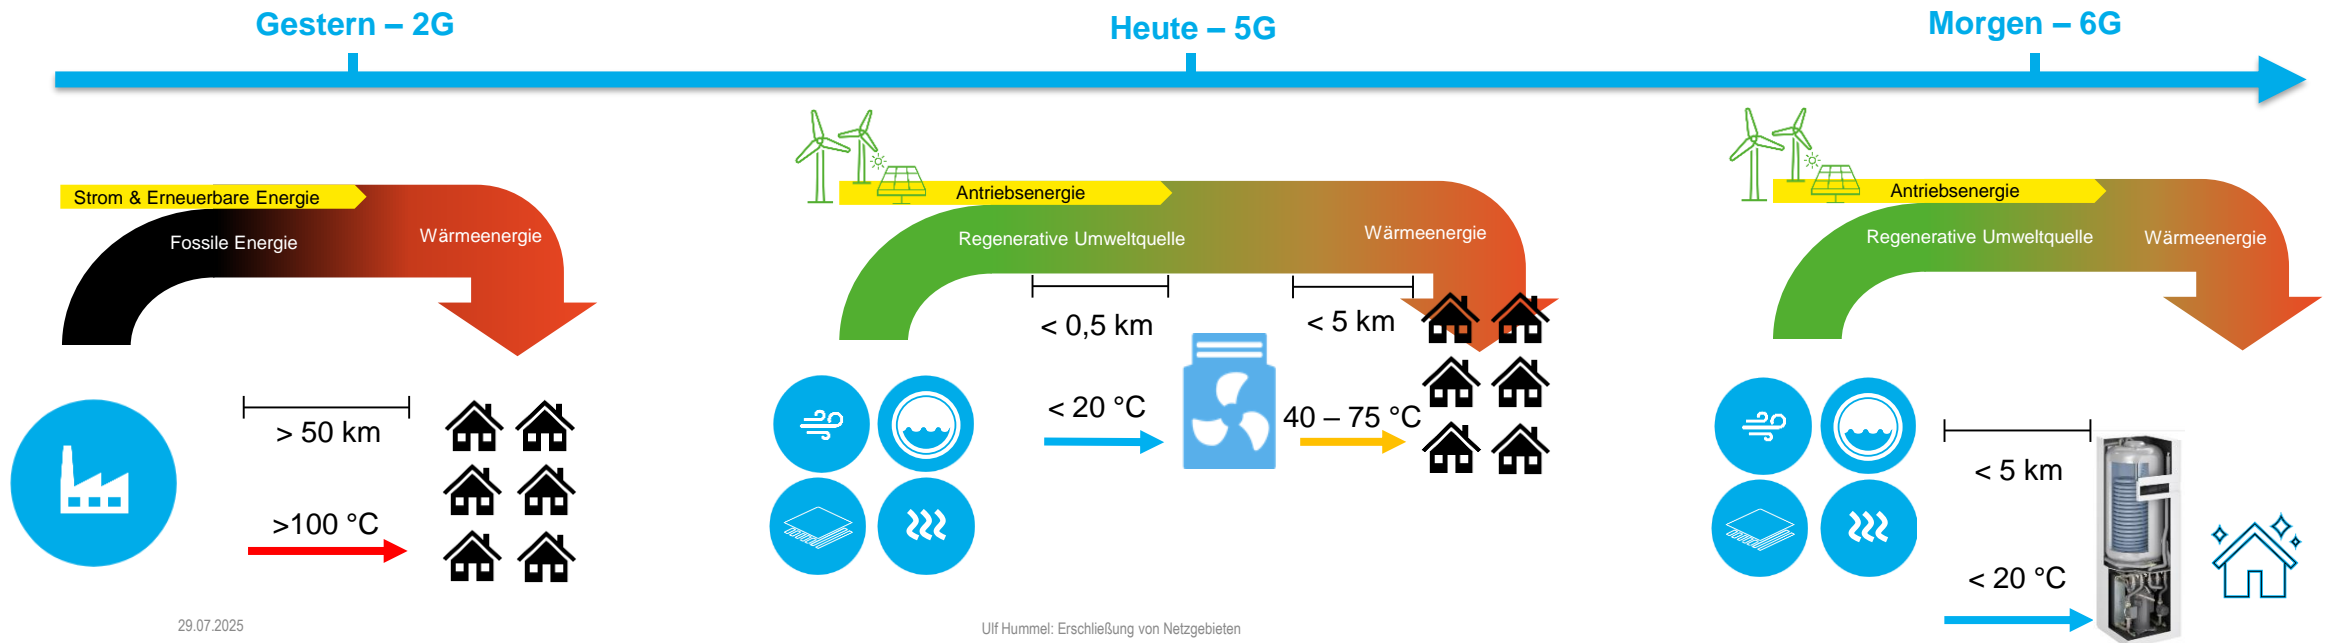 Gestern – 2G
Heute – 5G
Morgen – 6G
Strom & Erneuerbare Energie
Fossile Energie
Wärmeenergie
> 50 km
>100 °C
Antriebsenergie
Regenerative Umweltquelle
Wärmeenergie
< 0,5 km
< 5 km
< 20 °C
40 – 75 °C
Antriebsenergie
Regenerative Umweltquelle
Wärmeenergie
< 5 km
< 20 °C
29.07.2025
Ulf Hummel: Erschließung von Netzgebieten